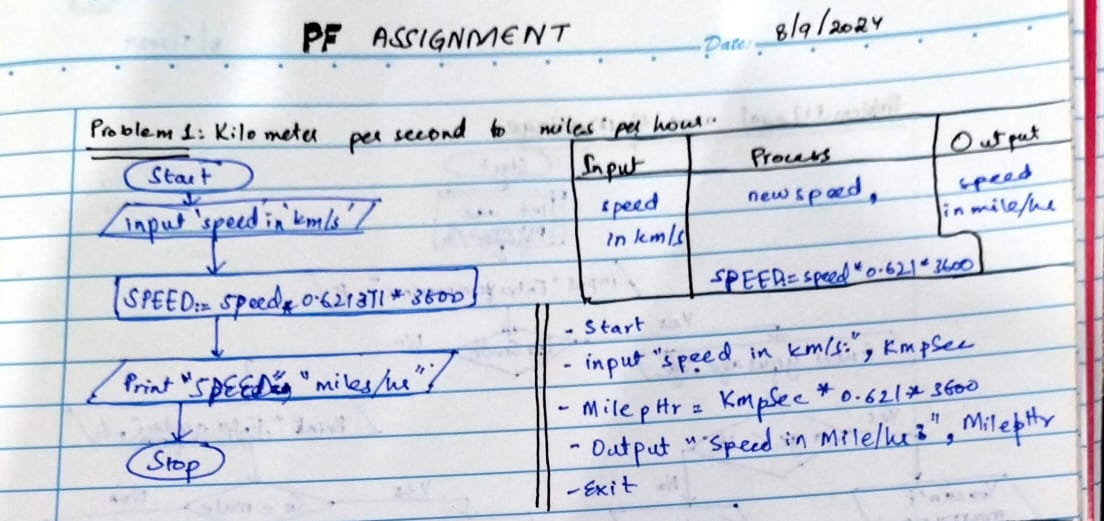 PF ASSIGNMENT
Date: 8/9/2024
Problem 1: Kilometer per second to miles per hour..
Start
input 'speed in km/s'
SPEED:= speed * 0.621371 * 3600
Print "SPEED" "miles/hr"
Stop
Input
speed
in km/s
Process
new speed,
SPEED:= speed * 0.621 * 3600
Output
speed
in mile/hr
- Start
- input "speed in km/s:", KmpSec
- MilepHr = KmpSec * 0.621 * 3600
- Output "Speed in Mile/hr:", MilepHr
- Exit